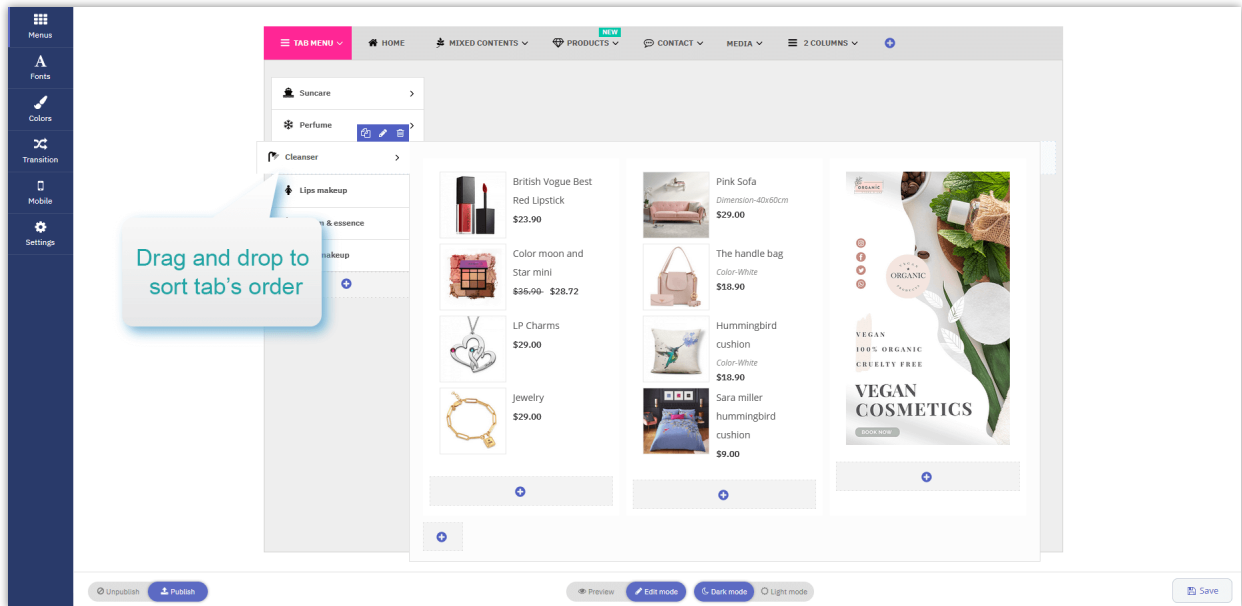 Menus
Fonts
Colors
Transition
Mobile
Settings
TAB MENU
HOME
MIXED CONTENTS
NEW
PRODUCTS
CONTACT
MEDIA
2 COLUMNS
Suncare
Perfume
Cleanser
Lips makeup
& essence
makeup
Drag and drop to
sort tab's order
British Vogue Best
Red Lipstick
$23.90
Color moon and
Star mini
$35.90 $28.72
LP Charms
$29.00
Jewelry
$29.00
Pink Sofa
Dimension-40x60cm
$29.00
The handle bag
Color-White
$18.90
Hummingbird
cushion
Color-White
$18.90
Sara miller
hummingbird
cushion
$9.00
ORGANIC
VEGAN
ORGANIC
PRODUCTS
VEGAN
100% ORGANIC
CRUELTY FREE
VEGAN
COSMETICS
BOOK NOW
Unpublish
Publish
Preview
Edit mode
Dark mode
Light mode
Save